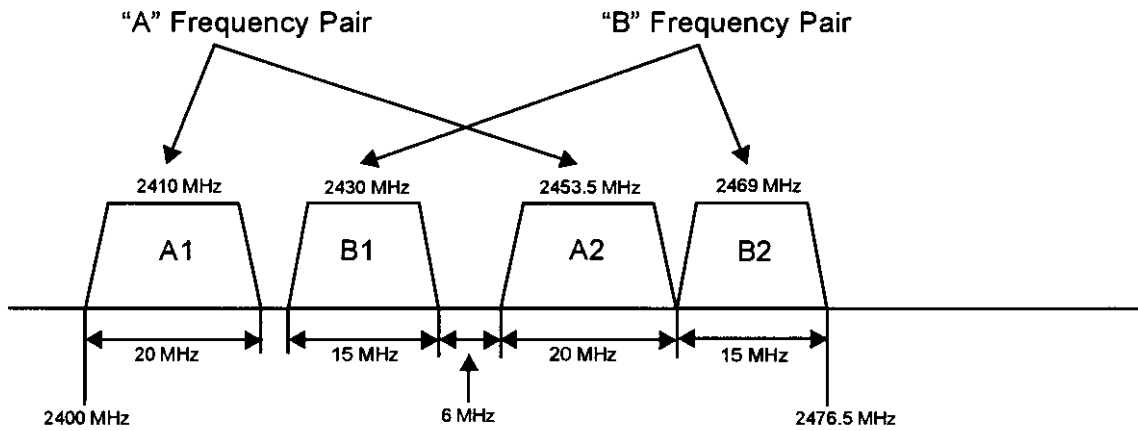 “A” Frequency Pair
“B” Frequency Pair
2410 MHz
2430 MHz
2453.5 MHz
2469 MHz
A1
B1
A2
B2
20 MHz
15 MHz
20 MHz
15 MHz
2400 MHz
6 MHz
2476.5 MHz